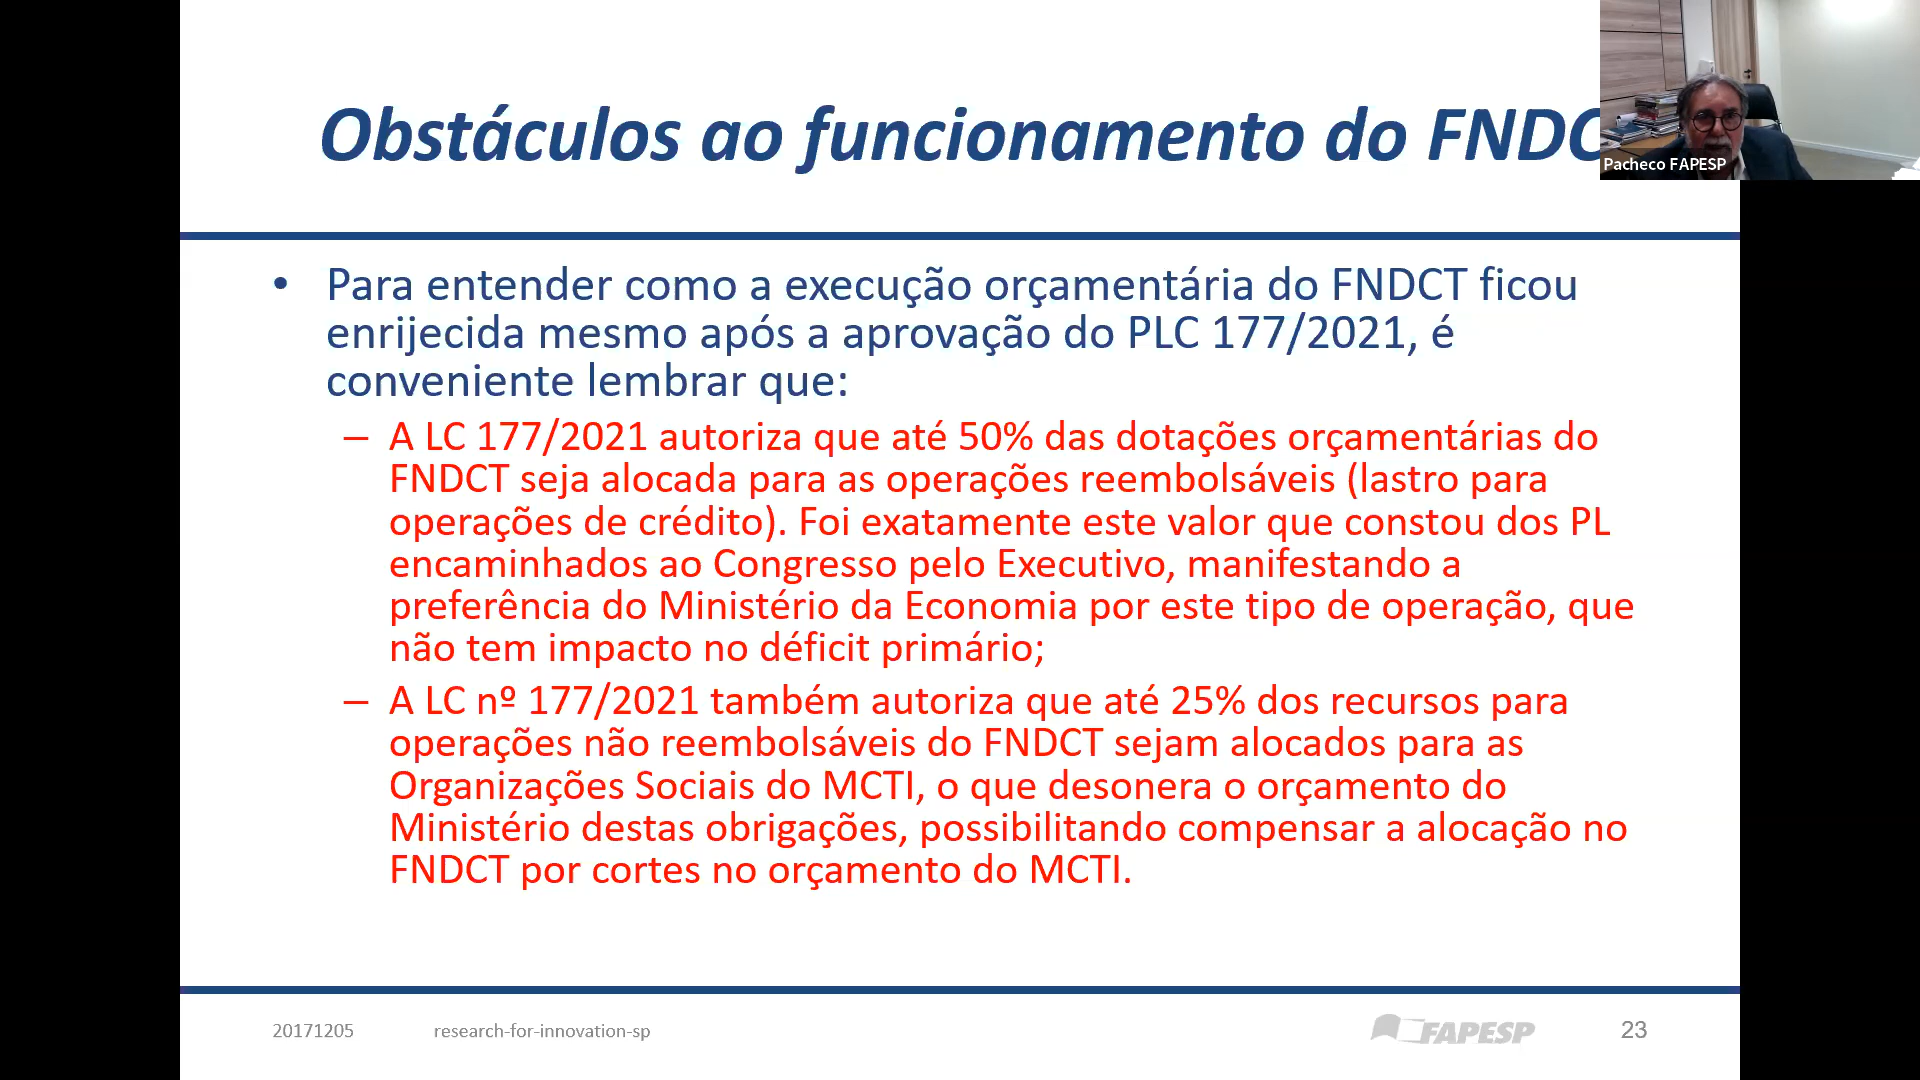 Obstáculos ao funcionamento do FNDC
Pacheco FAPESP
• Para entender como a execução orçamentária do FNDCT ficou
enrijecida mesmo após a aprovação do PLC 177/2021, é
conveniente lembrar que:
– A LC 177/2021 autoriza que até 50% das dotações orçamentárias do
FNDCT seja alocada para as operações reembolsáveis (lastro para
operações de crédito). Foi exatamente este valor que constou dos PL
encaminhados ao Congresso pelo Executivo, manifestando a
preferência do Ministério da Economia por este tipo de operação, que
não tem impacto no déficit primário;
– A LC nº 177/2021 também autoriza que até 25% dos recursos para
operações não reembolsáveis do FNDCT sejam alocados para as
Organizações Sociais do MCTI, o que desonera o orçamento do
Ministério destas obrigações, possibilitando compensar a alocação no
FNDCT por cortes no orçamento do MCTI.
20171205 research-for-innovation-sp FAPESP 23